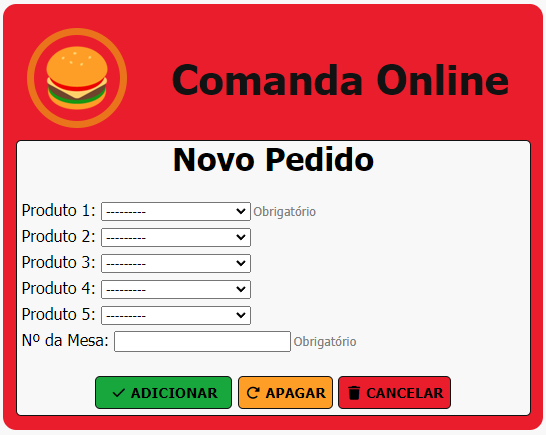 Comanda Online
Novo Pedido
Produto 1: --------- Obrigatório
Produto 2: ---------
Produto 3: ---------
Produto 4: ---------
Produto 5: ---------
Nº da Mesa: Obrigatório
ADICIONAR APAGAR CANCELAR